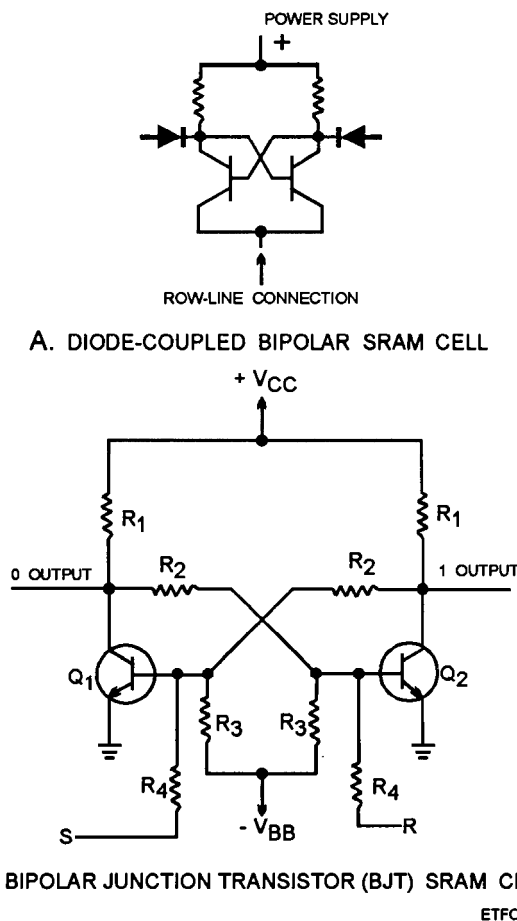 POWER SUPPLY
+
ROW-LINE CONNECTION
A. DIODE-COUPLED BIPOLAR SRAM CELL
+ VCC
R1 R1
0 OUTPUT R2 R2 1 OUTPUT
Q1 Q2
R3 R3
R4 R4
S - VBB R
BIPOLAR JUNCTION TRANSISTOR (BJT) SRAM